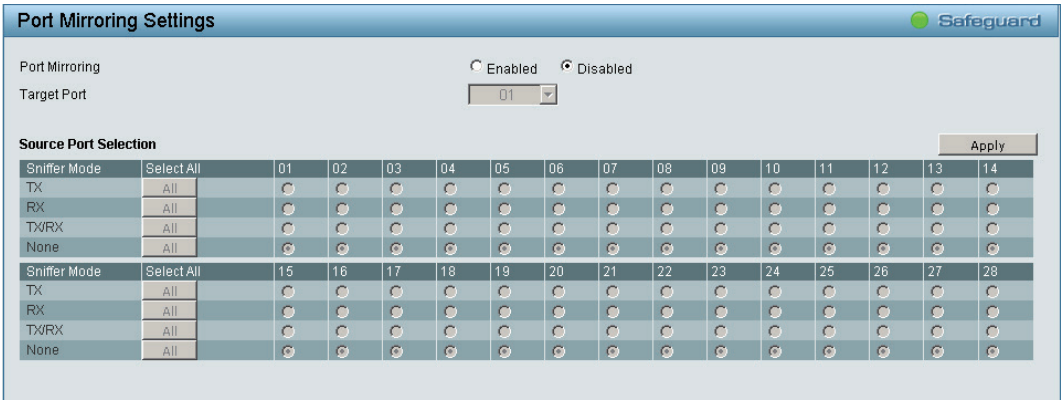 Port Mirroring Settings Safeguard
Port Mirroring Enabled Disabled
Target Port 01
Source Port Selection Apply
Sniffer Mode Select All 01 02 03 04 05 06 07 08 09 10 11 12 13 14
TX All
RX All
TX/RX All
None All
Sniffer Mode Select All 15 16 17 18 19 20 21 22 23 24 25 26 27 28
TX All
RX All
TX/RX All
None All